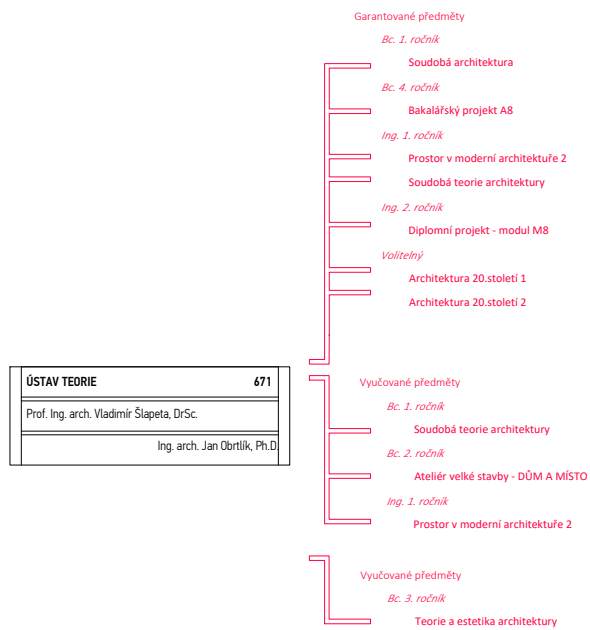 Garantované předměty
Bc. 1. ročník
Soudobá architektura
Bc. 4. ročník
Bakalářský projekt A8
Ing. 1. ročník
Prostor v moderní architektuře 2
Soudobá teorie architektury
Ing. 2. ročník
Diplomní projekt - modul M8
Volitelný
Architektura 20.století 1
Architektura 20.století 2
ÚSTAV TEORIE 671
Prof. Ing. arch. Vladimír Šlapeta, DrSc.
Ing. arch. Jan Obrtlík, Ph.D.
Vyučované předměty
Bc. 1. ročník
Soudobá teorie architektury
Bc. 2. ročník
Ateliér velké stavby - DŮM A MÍSTO
Ing. 1. ročník
Prostor v moderní architektuře 2
Vyučované předměty
Bc. 3. ročník
Teorie a estetika architektury